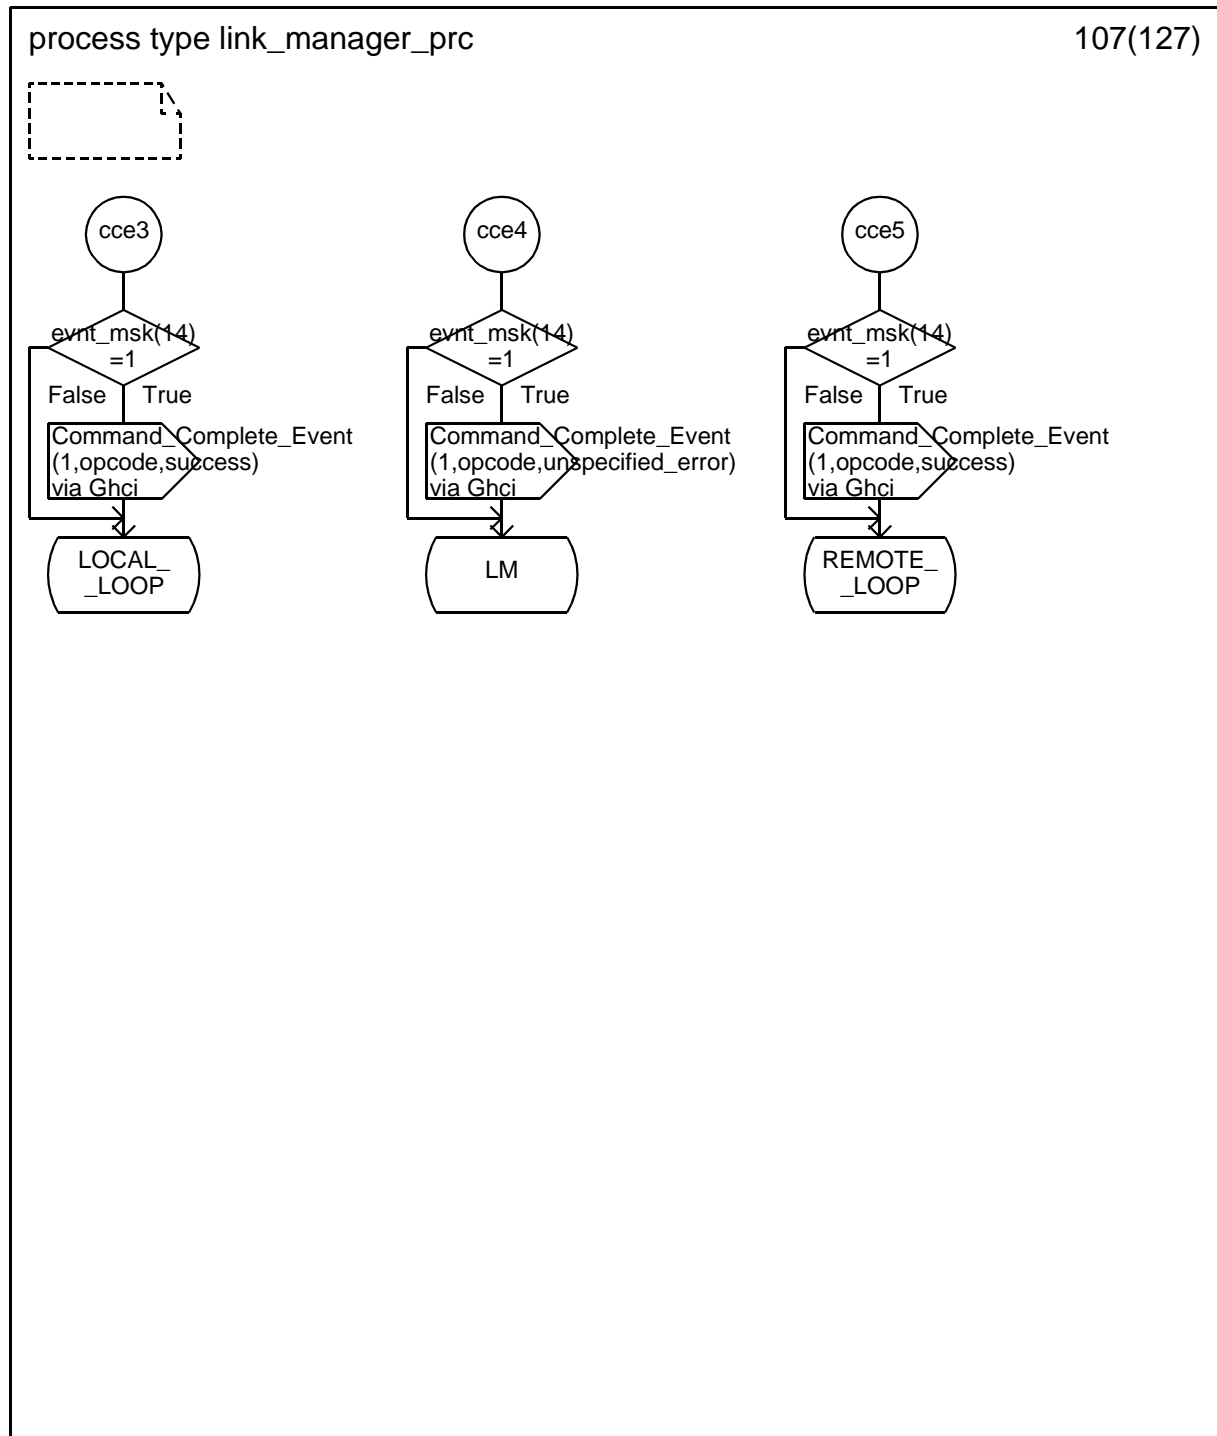 process type link_manager_prc
107(127)
cce3
evnt_msk(14)
=1
False
True
Command_Complete_Event
(1,opcode,success)
via Ghci
LOCAL_
_LOOP
cce4
evnt_msk(14)
=1
False
True
Command_Complete_Event
(1,opcode,unspecified_error)
via Ghci
LM
cce5
evnt_msk(14)
=1
False
True
Command_Complete_Event
(1,opcode,success)
via Ghci
REMOTE_
_LOOP